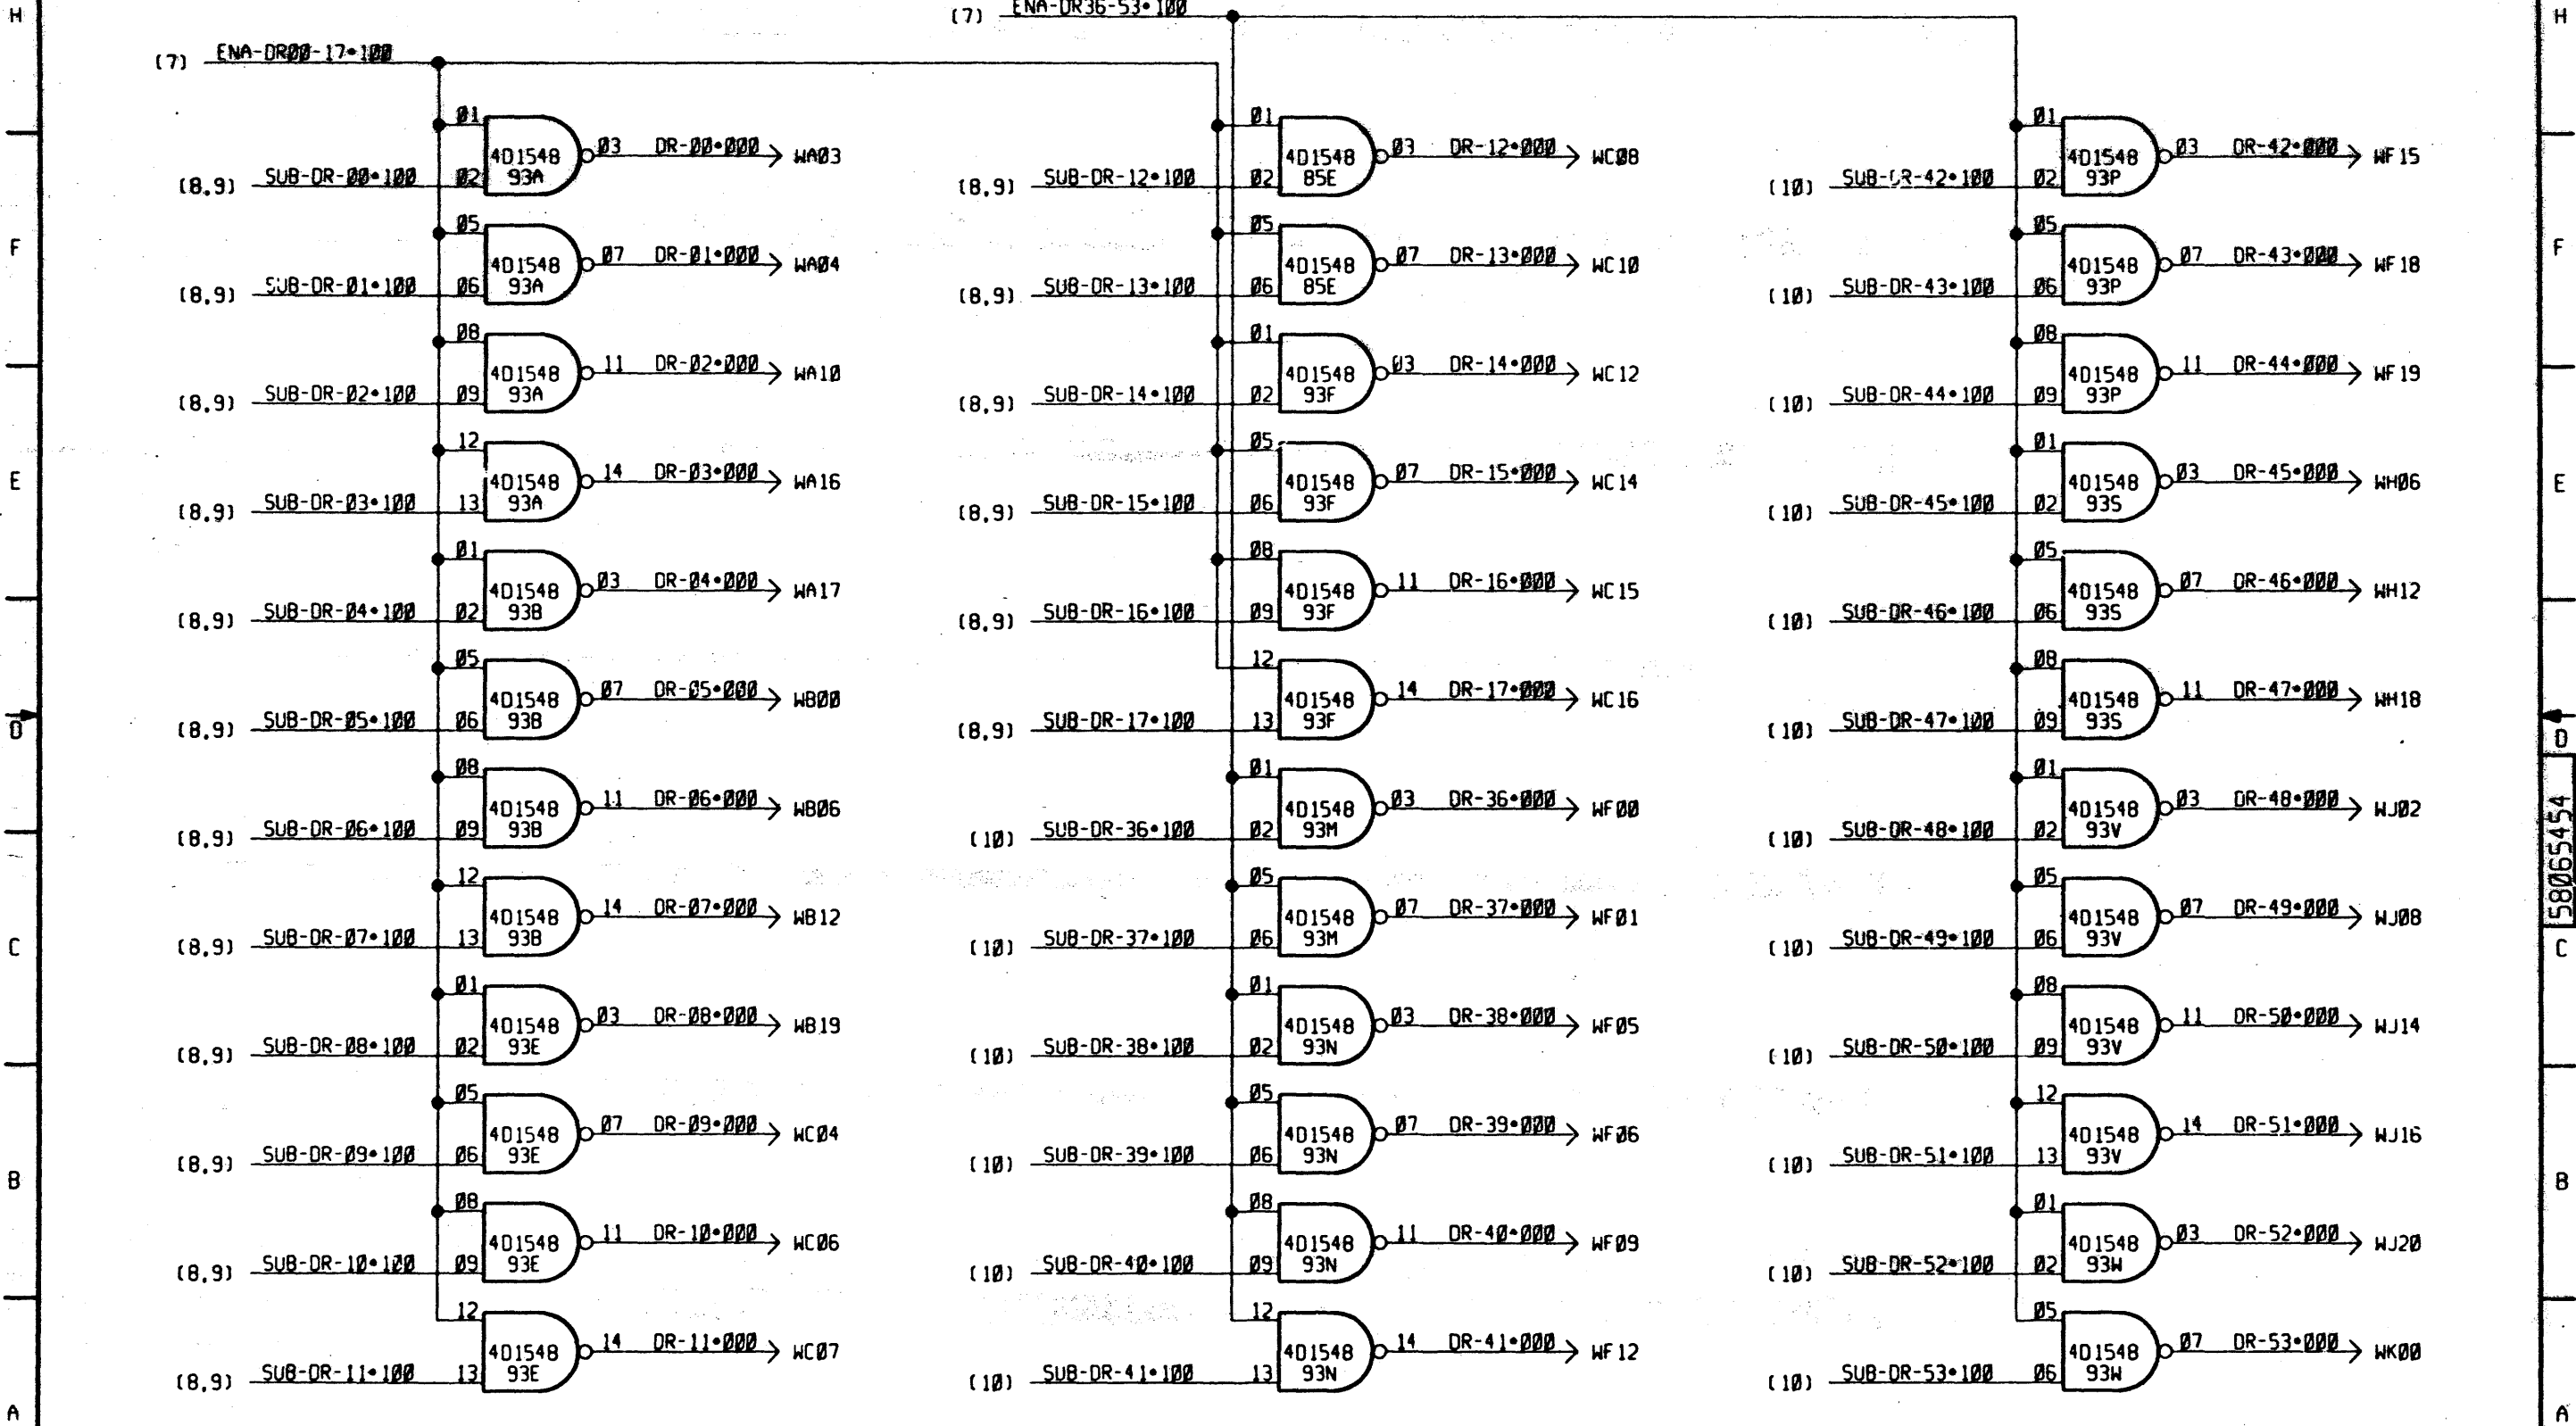 H (7) ENA-DR36-53•100 H
(7) ENA-DR00-17•100
01 03 DR-00•000 WA03
4D1548
93A
(8,9) SUB-DR-00•100 02
01 03 DR-12•000 WC08
4D1548
85E
(8,9) SUB-DR-12•100 02
01 03 DR-42•000 WF15
4D1548
93P
(10) SUB-DR-42•100 02
F F
05 07 DR-01•000 WA04
4D1548
93A
(8,9) SUB-DR-01•100 06
05 07 DR-13•000 WC10
4D1548
85E
(8,9) SUB-DR-13•100 06
05 07 DR-43•000 WF18
4D1548
93P
(10) SUB-DR-43•100 06
08 11 DR-02•000 WA10
4D1548
93A
(8,9) SUB-DR-02•100 09
01 03 DR-14•000 WC12
4D1548
93F
(8,9) SUB-DR-14•100 02
08 11 DR-44•000 WF19
4D1548
93P
(10) SUB-DR-44•100 09
E E
12 14 DR-03•000 WA16
4D1548
93A
(8,9) SUB-DR-03•100 13
05 07 DR-15•000 WC14
4D1548
93F
(8,9) SUB-DR-15•100 06
01 03 DR-45•000 WH06
4D1548
93S
(10) SUB-DR-45•100 02
01 03 DR-04•000 WA17
4D1548
93B
(8,9) SUB-DR-04•100 02
08 11 DR-16•000 WC15
4D1548
93F
(8,9) SUB-DR-16•100 09
05 07 DR-46•000 WH12
4D1548
93S
(10) SUB-DR-46•100 06
05 07 DR-05•000 WB00
4D1548
93B
(8,9) SUB-DR-05•100 06
12 14 DR-17•000 WC16
4D1548
93F
(8,9) SUB-DR-17•100 13
08 11 DR-47•000 WH18
4D1548
93S
(10) SUB-DR-47•100 09
D D
08 11 DR-06•000 WB06
4D1548
93B
(8,9) SUB-DR-06•100 09
01 03 DR-36•000 WF00
4D1548
93M
(10) SUB-DR-36•100 02
01 03 DR-48•000 WJ02
4D1548
93V
(10) SUB-DR-48•100 02
58065454
12 14 DR-07•000 WB12
4D1548
93B
(8,9) SUB-DR-07•100 13
05 07 DR-37•000 WF01
4D1548
93M
(10) SUB-DR-37•100 06
05 07 DR-49•000 WJ08
4D1548
93V
(10) SUB-DR-49•100 06
C C
01 03 DR-08•000 WB19
4D1548
93E
(8,9) SUB-DR-08•100 02
01 03 DR-38•000 WF05
4D1548
93N
(10) SUB-DR-38•100 02
08 11 DR-50•000 WJ14
4D1548
93V
(10) SUB-DR-50•100 09
05 07 DR-09•000 WC04
4D1548
93E
(8,9) SUB-DR-09•100 06
05 07 DR-39•000 WF06
4D1548
93N
(10) SUB-DR-39•100 06
12 14 DR-51•000 WJ16
4D1548
93V
(10) SUB-DR-51•100 13
B B
08 11 DR-10•000 WC06
4D1548
93E
(8,9) SUB-DR-10•100 09
08 11 DR-40•000 WF09
4D1548
93N
(10) SUB-DR-40•100 09
01 03 DR-52•000 WJ20
4D1548
93W
(10) SUB-DR-52•100 02
12 14 DR-11•000 WC07
4D1548
93E
(8,9) SUB-DR-11•100 13
12 14 DR-41•000 WF12
4D1548
93N
(10) SUB-DR-41•100 13
05 07 DR-53•000 WK00
4D1548
93W
(10) SUB-DR-53•100 06
A A